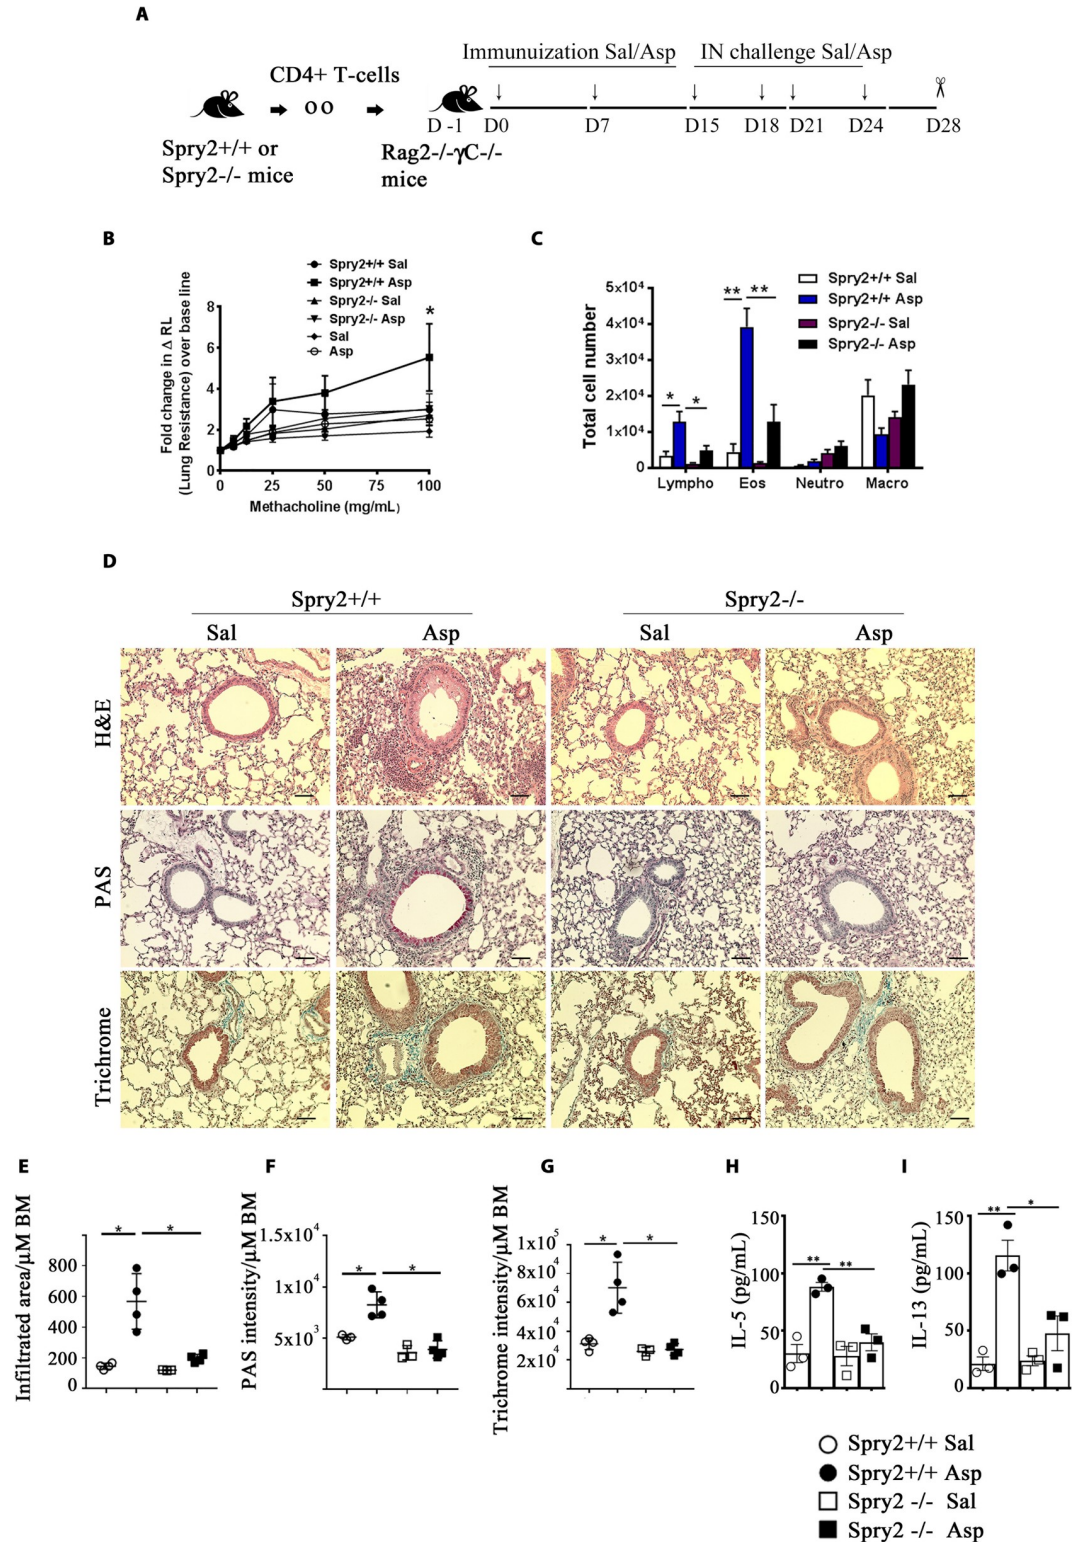 A
Immunuization Sal/Asp
IN challenge Sal/Asp
CD4+ T-cells
oo
D -1
D0
D7
D15
D18
D21
D24
D28
Spry2+/+ or
Spry2-/- mice
Rag2-/-γC-/-
mice
B
Spry2+/+ Sal
Spry2+/+ Asp
Spry2-/- Sal
Spry2-/- Asp
Sal
Asp
Fold change in Δ RL
(Lung Resistance) over base line
8
6
4
2
0
*
0
25
50
75
100
Methacholine (mg/mL)
C
Spry2+/+ Sal
Spry2+/+ Asp
Spry2-/- Sal
Spry2-/- Asp
Total cell number
5x10⁴
4x10⁴
3x10⁴
2x10⁴
1x10⁴
0
* *
** **
Lympho
Eos
Neutro
Macro
D
Spry2+/+
Spry2-/-
Sal
Asp
Sal
Asp
H&E
PAS
Trichrome
E
Infiltrated area/µM BM
800
600
400
200
0
* *
F
PAS intensity/µM BM
1.5x10⁴
1x10⁴
5x10³
* *
G
Trichrome intensity/µM BM
1x10⁵
8x10⁴
6x10⁴
4x10⁴
2x10⁴
* *
H
IL-5 (pg/mL)
150
100
50
0
** **
I
IL-13 (pg/mL)
150
100
50
0
** *
Spry2+/+ Sal
Spry2+/+ Asp
Spry2 -/- Sal
Spry2 -/- Asp